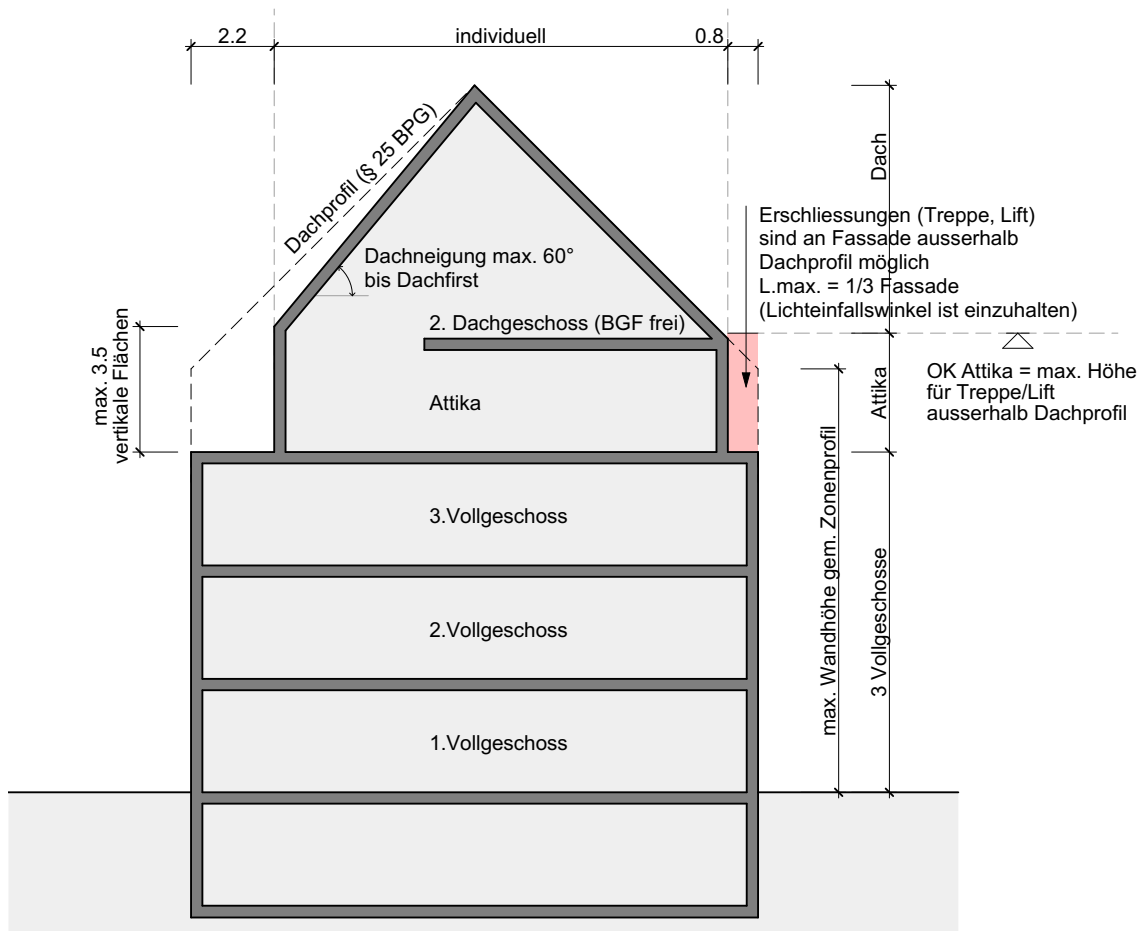 2.2
individuell
0.8
Dachprofil (§ 25 BPG)
Dach
Erschliessungen (Treppe, Lift)
sind an Fassade ausserhalb
Dachprofil möglich
L.max. = 1/3 Fassade
(Lichteinfallswinkel ist einzuhalten)
Dachneigung max. 60°
bis Dachfirst
2. Dachgeschoss (BGF frei)
max. 3.5
vertikale Flächen
Attika
Attika
OK Attika = max. Höhe
für Treppe/Lift
ausserhalb Dachprofil
3.Vollgeschoss
2.Vollgeschoss
1.Vollgeschoss
max. Wandhöhe gem. Zonenprofil
3 Vollgeschosse